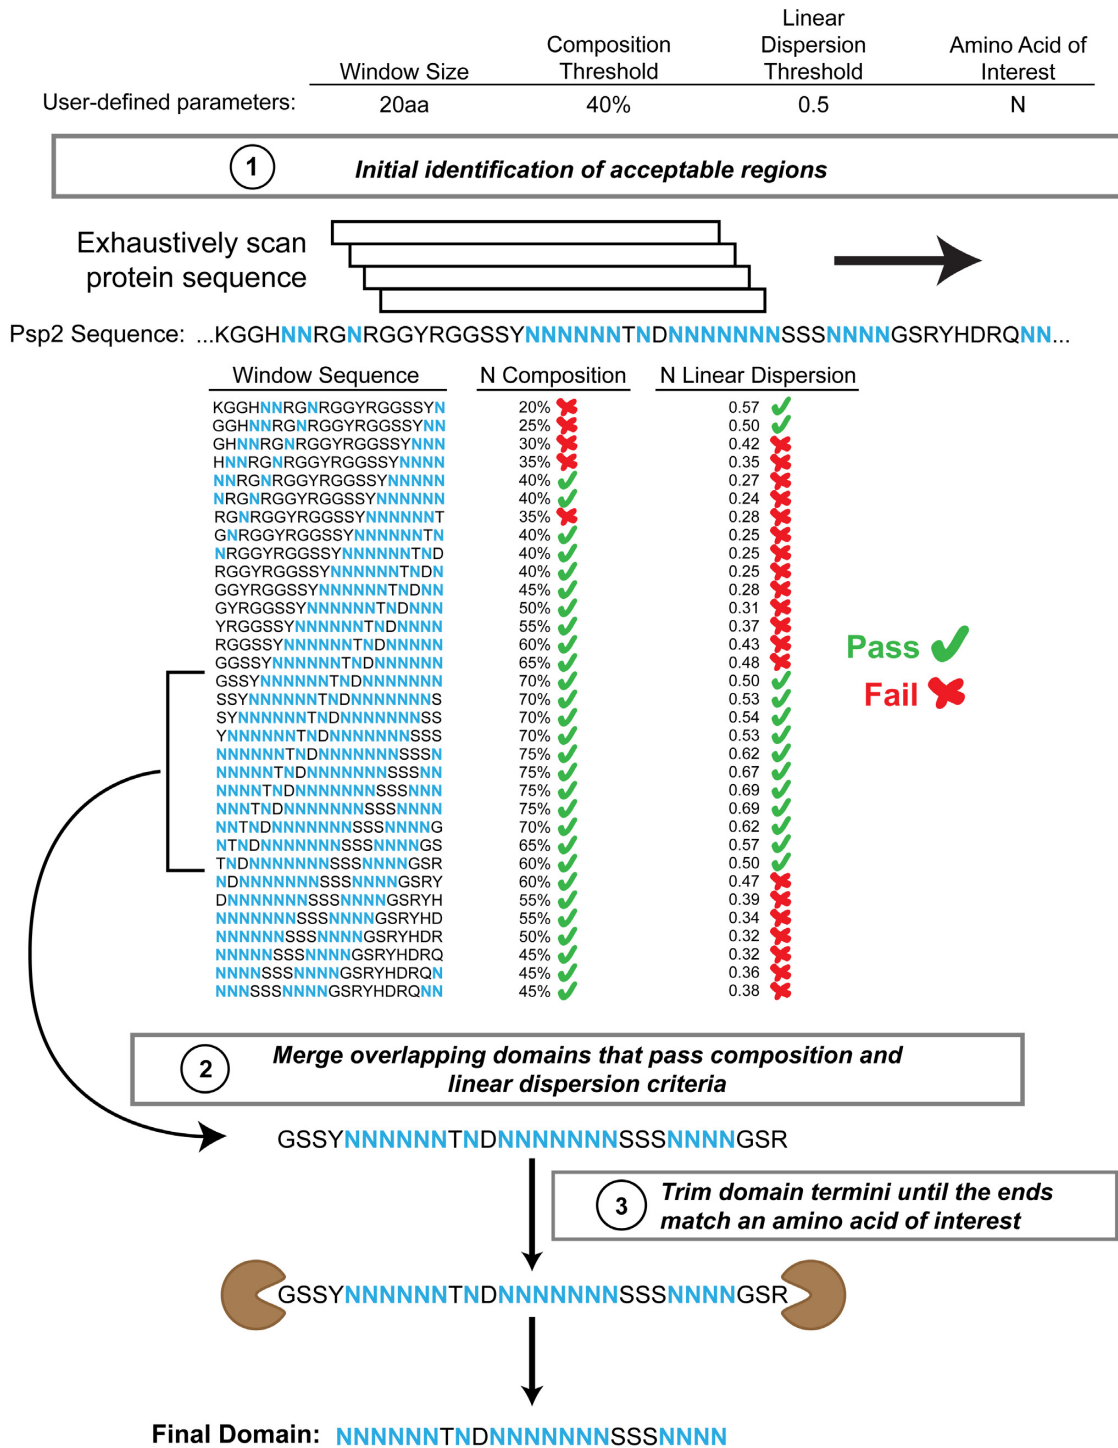 Linear
Composition Dispersion Amino Acid of
Window Size Threshold Threshold Interest
User-defined parameters: 20aa 40% 0.5 N
1 Initial identification of acceptable regions
Exhaustively scan
protein sequence
Psp2 Sequence: ...KGGHNNRGNRGGYRGGSSYNNNNNNTNDNNNNNNNSSSNNNNGSRYHDRQNN...
Window Sequence N Composition N Linear Dispersion
KGGHNNRGNRGGYRGGSSYN 20% 0.57
GGHNNRGNRGGYRGGSSYNN 25% 0.50
GHNNRGNRGGYRGGSSYNNN 30% 0.42
HNNRGNRGGYRGGSSYNNNN 35% 0.35
NNRGNRGGYRGGSSYNNNNN 40% 0.27
NRGNRGGYRGGSSYNNNNNN 40% 0.24
RGNRGGYRGGSSYNNNNNNT 35% 0.28
GNRGGYRGGSSYNNNNNNTN 40% 0.25
NRGGYRGGSSYNNNNNNTND 40% 0.25
RGGYRGGSSYNNNNNNTNDN 40% 0.25
GGYRGGSSYNNNNNNTNDNN 45% 0.28
GYRGGSSYNNNNNNTNDNNN 50% 0.31
YRGGSSYNNNNNNTNDNNNN 55% 0.37
RGGSSYNNNNNNTNDNNNNN 60% 0.43
GGSSYNNNNNNTNDNNNNNN 65% 0.48
GSSYNNNNNNTNDNNNNNNN 70% 0.50
SSYNNNNNNTNDNNNNNNNS 70% 0.53
SYNNNNNNTNDNNNNNNNSS 70% 0.54
YNNNNNNTNDNNNNNNNSSS 70% 0.53
NNNNNNTNDNNNNNNNSSSN 75% 0.62
NNNNNTNDNNNNNNNSSSNN 75% 0.67
NNNNTNDNNNNNNNSSSNNN 75% 0.69
NNNTNDNNNNNNNSSSNNNN 75% 0.69
NNTNDNNNNNNNSSSNNNNG 70% 0.62
NTNDNNNNNNNSSSNNNNGS 65% 0.57
TNDNNNNNNNSSSNNNNGSR 60% 0.50
NDNNNNNNNSSSNNNNGSRY 60% 0.47
DNNNNNNNSSSNNNNGSRYH 55% 0.39
NNNNNNNSSSNNNNGSRYHD 55% 0.34
NNNNNNSSSNNNNGSRYHDR 50% 0.32
NNNNNSSSNNNNGSRYHDRQ 45% 0.32
NNNNSSSNNNNGSRYHDRQN 45% 0.36
NNNSSSNNNNGSRYHDRQNN 45% 0.38
Pass
Fail
2 Merge overlapping domains that pass composition and
linear dispersion criteria
GSSYNNNNNNTNDNNNNNNNSSSNNNNGSR
3 Trim domain termini until the ends
match an amino acid of interest
GSSYNNNNNNTNDNNNNNNNSSSNNNNGSR
Final Domain: NNNNNNTNDNNNNNNNSSSNNNN